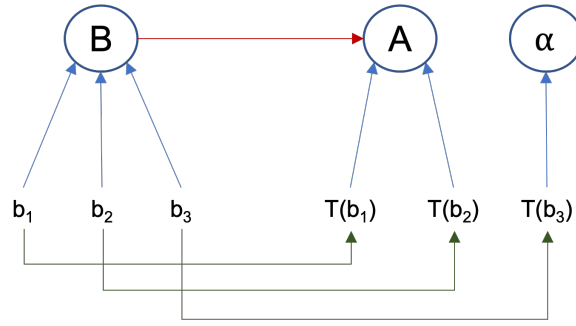 B A α
b₁ b₂ b₃ T(b₁) T(b₂) T(b₃)